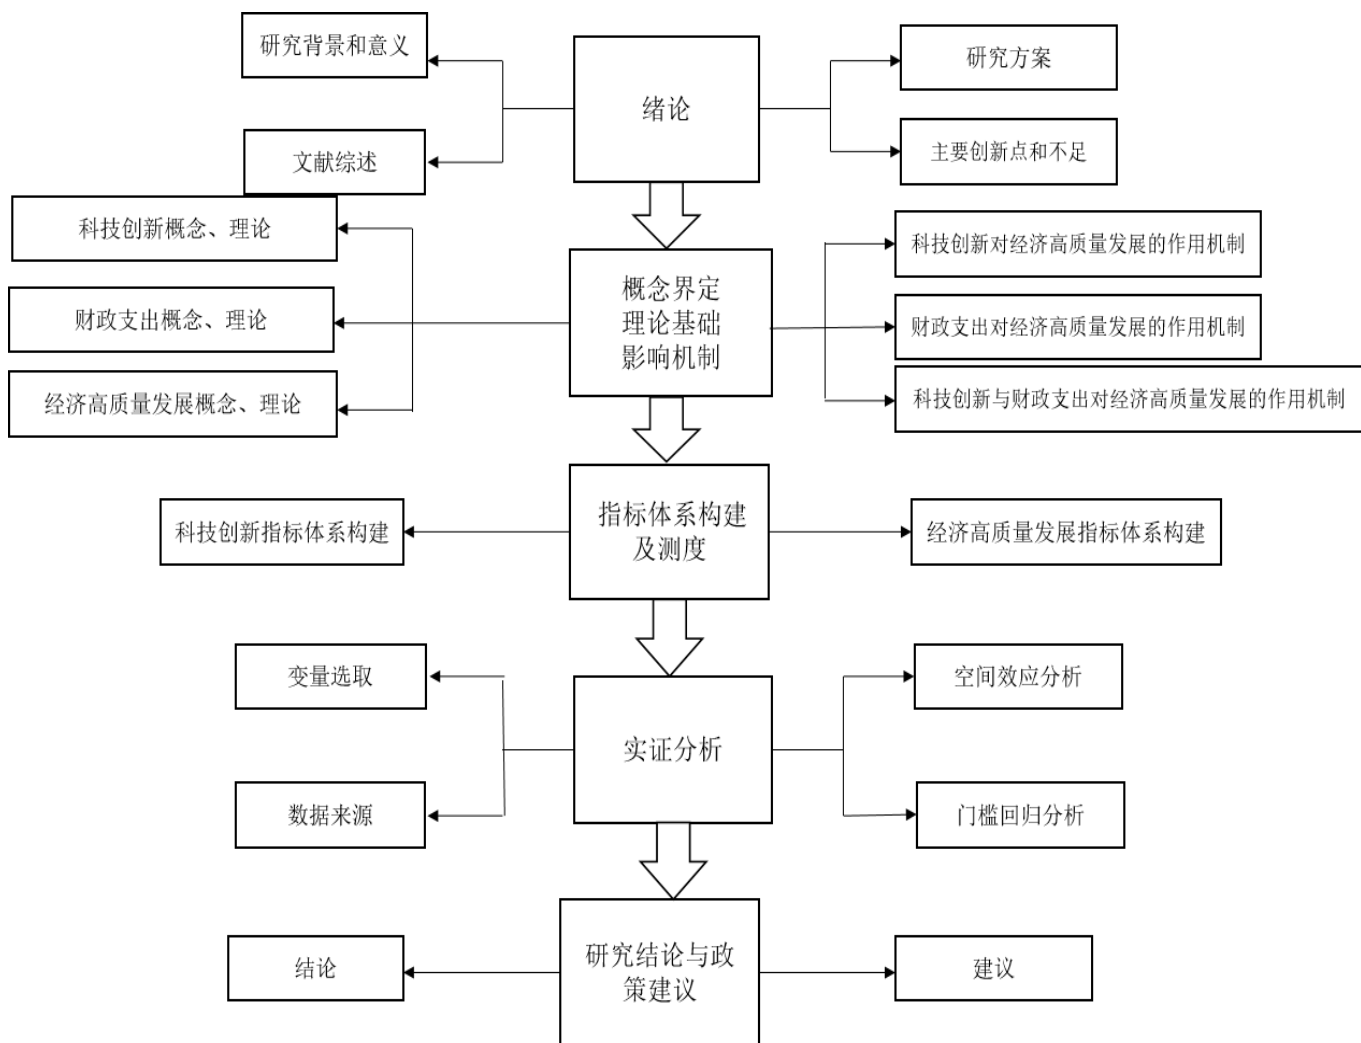 研究背景和意义
绪论
研究方案
文献综述
主要创新点和不足
科技创新概念、理论
财政支出概念、理论
经济高质量发展概念、理论
概念界定
理论基础
影响机制
科技创新对经济高质量发展的作用机制
财政支出对经济高质量发展的作用机制
科技创新与财政支出对经济高质量发展的作用机制
科技创新指标体系构建
指标体系构建
及测度
经济高质量发展指标体系构建
变量选取
数据来源
实证分析
空间效应分析
门槛回归分析
结论
研究结论与政
策建议
建议